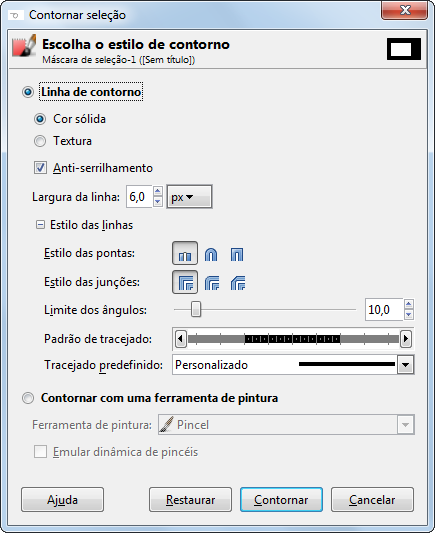 Contornar seleção
Escolha o estilo de contorno
Máscara de seleção-1 ([Sem título])
Linha de contorno
Cor sólida
Textura
Anti-serrilhamento
Largura da linha: 6,0 px
Estilo das linhas
Estilo das pontas:
Estilo das junções:
Limite dos ângulos: 10,0
Padrão de tracejado:
Tracejado predefinido: Personalizado
Contornar com uma ferramenta de pintura
Ferramenta de pintura: Pincel
Emular dinâmica de pincéis
Ajuda Restaurar Contornar Cancelar